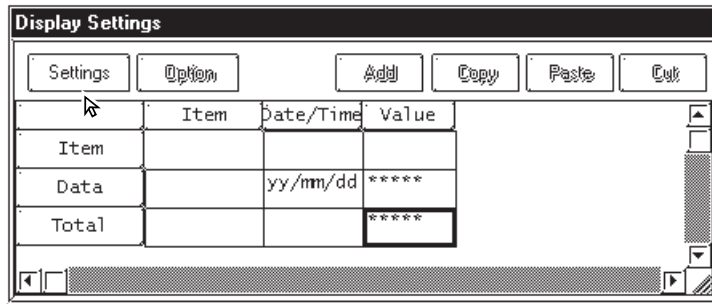 Display Settings
Settings Option Add Copy Paste Cut
Item Date/Time Value
Item
Data yy/mm/dd *****
Total *****